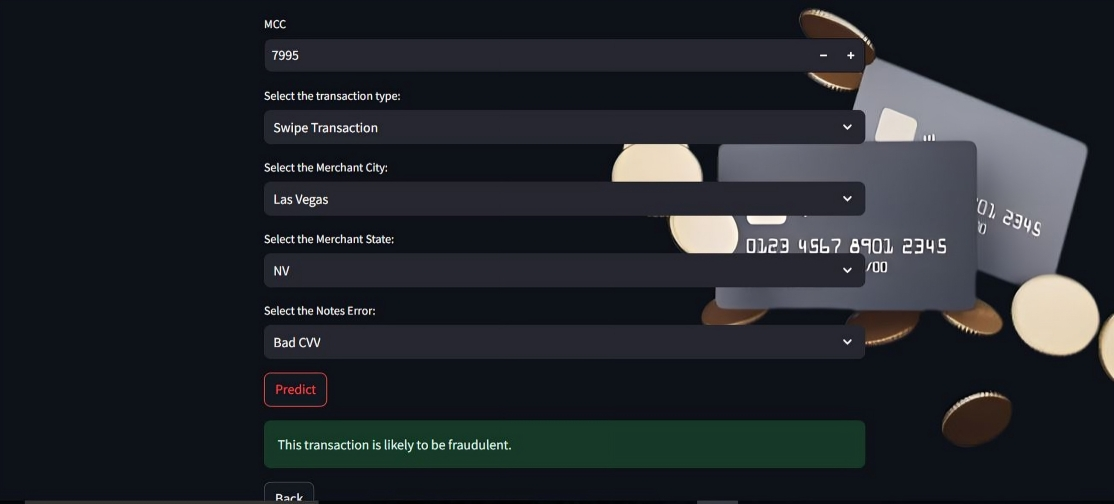 MCC
7995
Select the transaction type:
Swipe Transaction
Select the Merchant City:
Las Vegas
Select the Merchant State:
NV
Select the Notes Error:
Bad CVV
Predict
This transaction is likely to be fraudulent.
Back
0123 4567 8901 2345
/00
01 2345